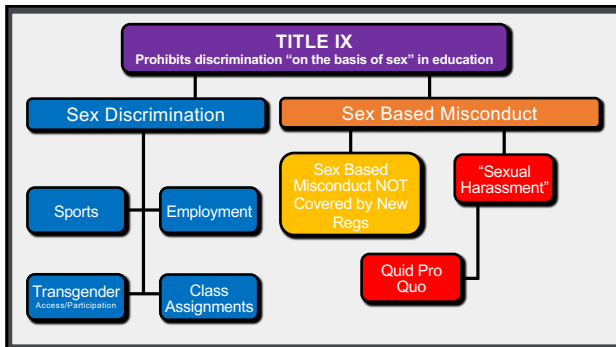 TITLE IX
Prohibits discrimination “on the basis of sex” in education
Sex Discrimination
Sex Based Misconduct
Sex Based
Misconduct NOT
Covered by New
Regs
“Sexual
Harassment”
Sports
Employment
Quid Pro
Quo
Transgender
Access/Participation
Class
Assignments